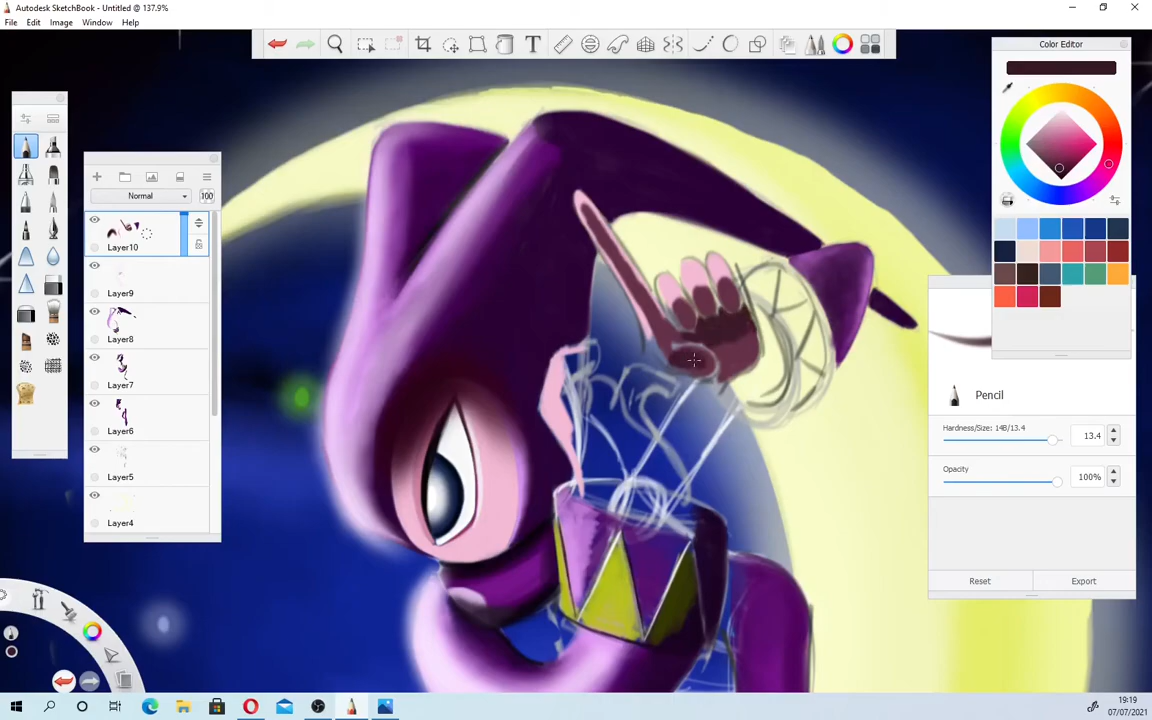 Autodesk SketchBook - Untitled @ 137.9%
File Edit Image Window Help
T
Color Editor
Normal
100
Layer10
Layer9
Layer8
Layer7
Layer6
Layer5
Layer4
Pencil
Hardness/Size: 14B/13.4
13.4
Opacity
100%
Reset Export
19:19
07/07/2021